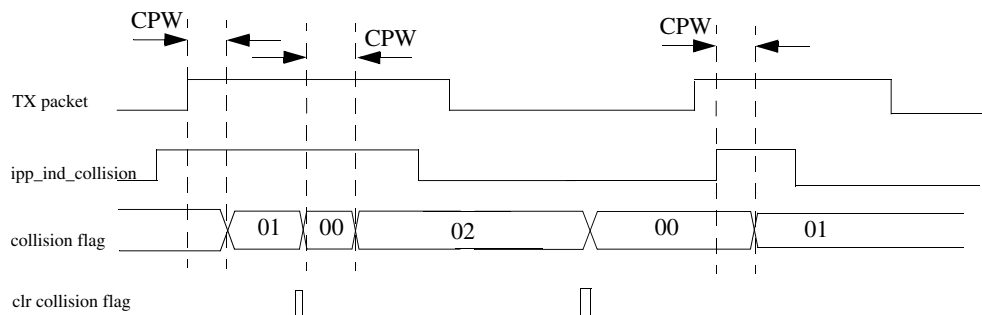 CPW
CPW
CPW
TX packet
ipp_ind_collision
collision flag
01
00
02
00
01
clr collision flag